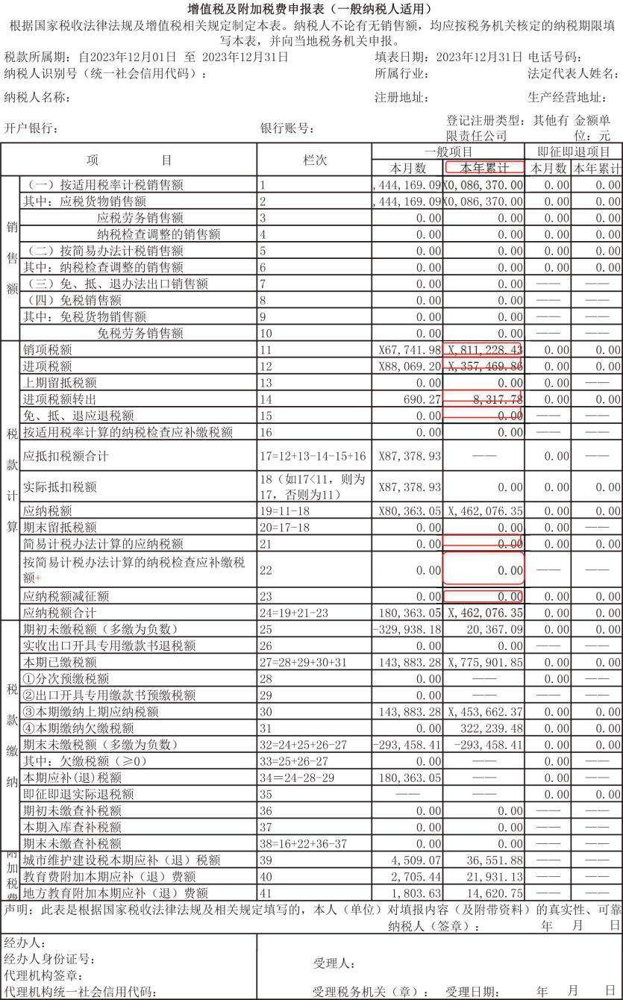 增值税及附加税费申报表（一般纳税人适用）
根据国家税收法律法规及增值税相关规定制定本表。纳税人不论有无销售额，均应按税务机关核定的纳税期限填
写本表，并向当地税务机关申报。
税款所属期：自2023年12月01日 至 2023年12月31日 填表日期：2023年12月31日 电话号码：
纳税人识别号（统一社会信用代码）： 所属行业： 法定代表人姓名：
纳税人名称： 注册地址： 生产经营地址：
开户银行： 银行账号： 登记注册类型：其他有限责任公司 金额单位：元
项 目 栏次 一般项目 即征即退项目
本月数 本年累计 本月数 本年累计
销售额
（一）按适用税率计税销售额 1 ,444,169.09 X0,086,370.00 0.00 0.00
其中：应税货物销售额 2 ,444,169.09 X0,086,370.00 0.00 0.00
应税劳务销售额 3 0.00 0.00 0.00 0.00
纳税检查调整的销售额 4 0.00 0.00 0.00 0.00
（二）按简易办法计税销售额 5 0.00 0.00 0.00 0.00
其中：纳税检查调整的销售额 6 0.00 0.00 0.00 0.00
（三）免、抵、退办法出口销售额 7 0.00 0.00 —— ——
（四）免税销售额 8 0.00 0.00 —— ——
其中：免税货物销售额 9 0.00 0.00 —— ——
免税劳务销售额 10 0.00 0.00 —— ——
税款计算
销项税额 11 X67,741.98 X,811,228.43 0.00 0.00
进项税额 12 X88,069.20 X,357,469.86 0.00 0.00
上期留抵税额 13 0.00 0.00 0.00 ——
进项税额转出 14 690.27 8,317.78 0.00 0.00
免、抵、退应退税额 15 0.00 0.00 —— ——
按适用税率计算的纳税检查应补缴税额 16 0.00 0.00 —— ——
应抵扣税额合计 17=12+13-14-15+16 X87,378.93 —— 0.00 ——
实际抵扣税额 18（如17<11，则为17，否则为11） X87,378.93 0.00 0.00 0.00
应纳税额 19=11-18 X80,363.05 X,462,076.35 0.00 0.00
期末留抵税额 20=17-18 0.00 0.00 0.00 ——
简易计税办法计算的应纳税额 21 0.00 0.00 0.00 0.00
按简易计税办法计算的纳税检查应补缴税额+ 22 0.00 0.00 —— ——
应纳税额减征额 23 0.00 0.00 0.00 0.00
应纳税额合计 24=19+21-23 180,363.05 X,462,076.35 0.00 0.00
税款缴纳
期初未缴税额（多缴为负数） 25 -329,938.18 20,367.09 0.00 0.00
实收出口开具专用缴款书退税额 26 0.00 0.00 —— ——
本期已缴税额 27=28+29+30+31 143,883.28 X,775,901.85 0.00 0.00
①分次预缴税额 28 0.00 —— 0.00 ——
②出口开具专用缴款书预缴税额 29 0.00 —— —— ——
③本期缴纳上期应纳税额 30 143,883.28 X,453,662.37 0.00 0.00
④本期缴纳欠缴税额 31 0.00 322,239.48 0.00 0.00
期末未缴税额（多缴为负数） 32=24+25+26-27 -293,458.41 -293,458.41 0.00 0.00
其中：欠缴税额（≥0） 33=25+26-27 0.00 —— 0.00 ——
本期应补(退)税额 34＝24-28-29 180,363.05 —— 0.00 ——
即征即退实际退税额 35 —— —— 0.00 0.00
期初未缴查补税额 36 0.00 0.00 —— ——
本期入库查补税额 37 0.00 0.00 —— ——
期末未缴查补税额 38=16+22+36-37 0.00 0.00 —— ——
附加税费
城市维护建设税本期应补（退）税额 39 4,509.07 36,551.88 —— ——
教育费附加本期应补（退）费额 40 2,705.44 21,931.13 —— ——
地方教育附加本期应补（退）费额 41 1,803.63 14,620.75 —— ——
声明：此表是根据国家税收法律法规及相关规定填写的，本人（单位）对填报内容（及附带资料）的真实性、可靠
纳税人（签章）： 年 月 日
经办人：
经办人身份证号： 受理人：
代理机构签章：
代理机构统一社会信用代码： 受理税务机关（章）： 受理日期： 年 月 日